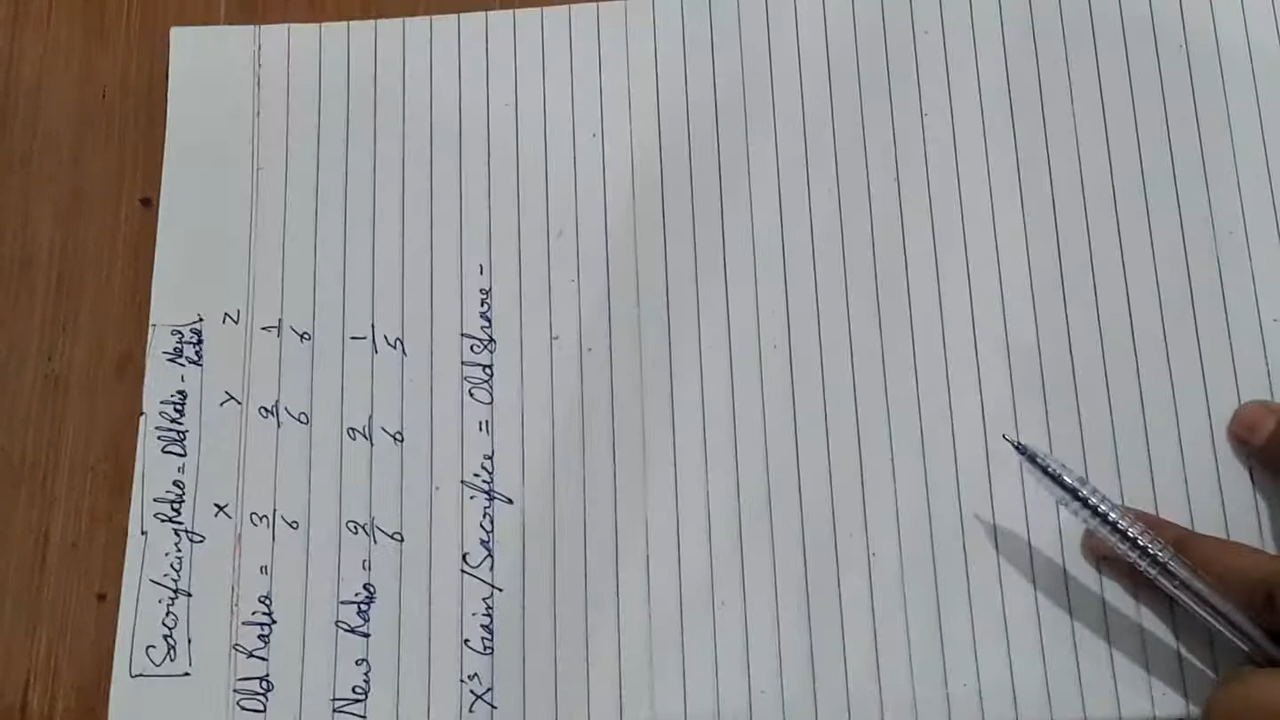 Sacrificing Ratio = Old Ratio - New Ratio.
X Y Z
Old Ratio = 3/6 2/6 1/6
New Ratio = 2/6 2/6 1/5
X's Gain/Sacrifice = Old Share -